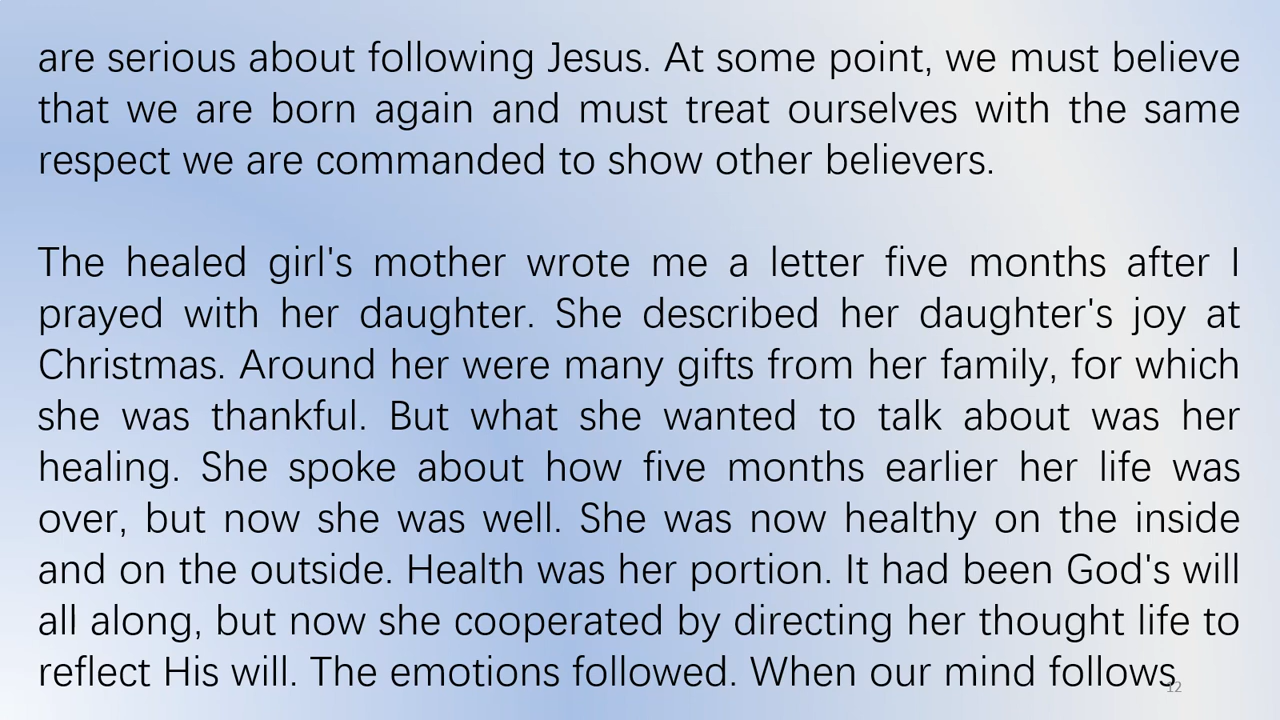 are serious about following Jesus. At some point, we must believe
that we are born again and must treat ourselves with the same
respect we are commanded to show other believers.
The healed girl's mother wrote me a letter five months after I
prayed with her daughter. She described her daughter's joy at
Christmas. Around her were many gifts from her family, for which
she was thankful. But what she wanted to talk about was her
healing. She spoke about how five months earlier her life was
over, but now she was well. She was now healthy on the inside
and on the outside. Health was her portion. It had been God's will
all along, but now she cooperated by directing her thought life to
reflect His will. The emotions followed. When our mind follows
12